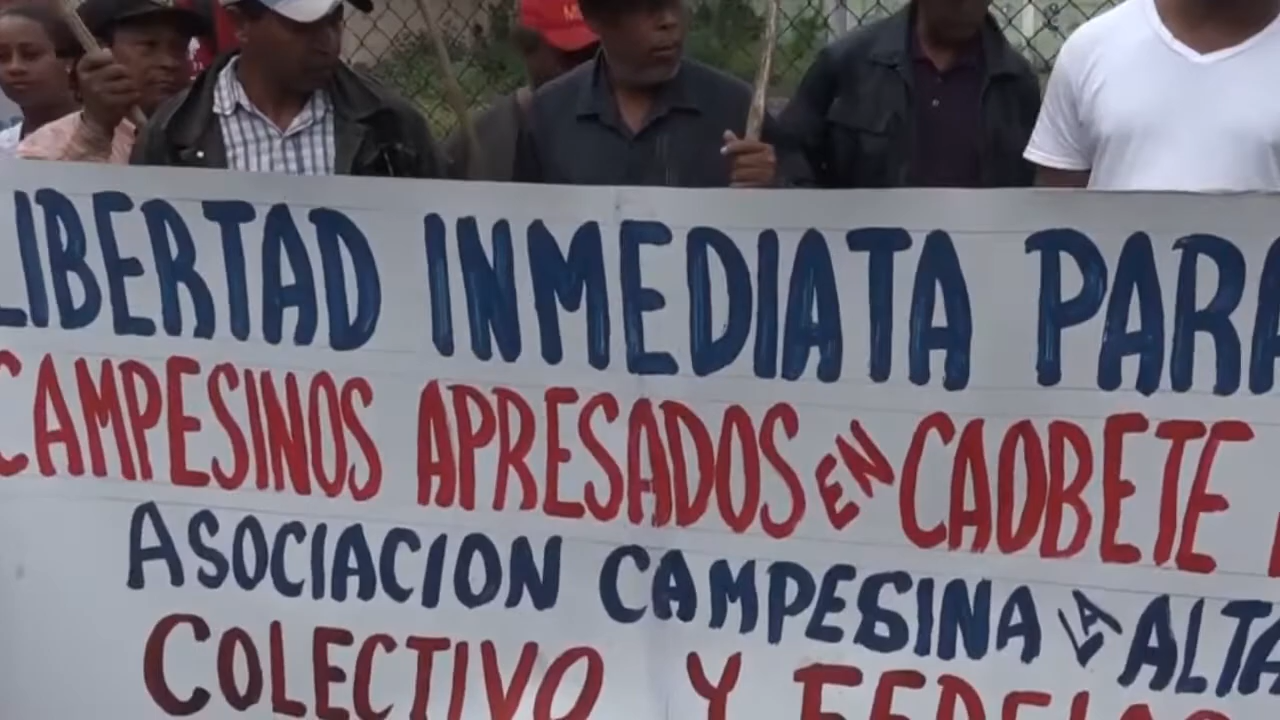 LIBERTAD INMEDIATA PARA
CAMPESINOS APRESADOS EN CAOBETE
ASOCIACION CAMPESINA LA ALTA
COLECTIVO Y